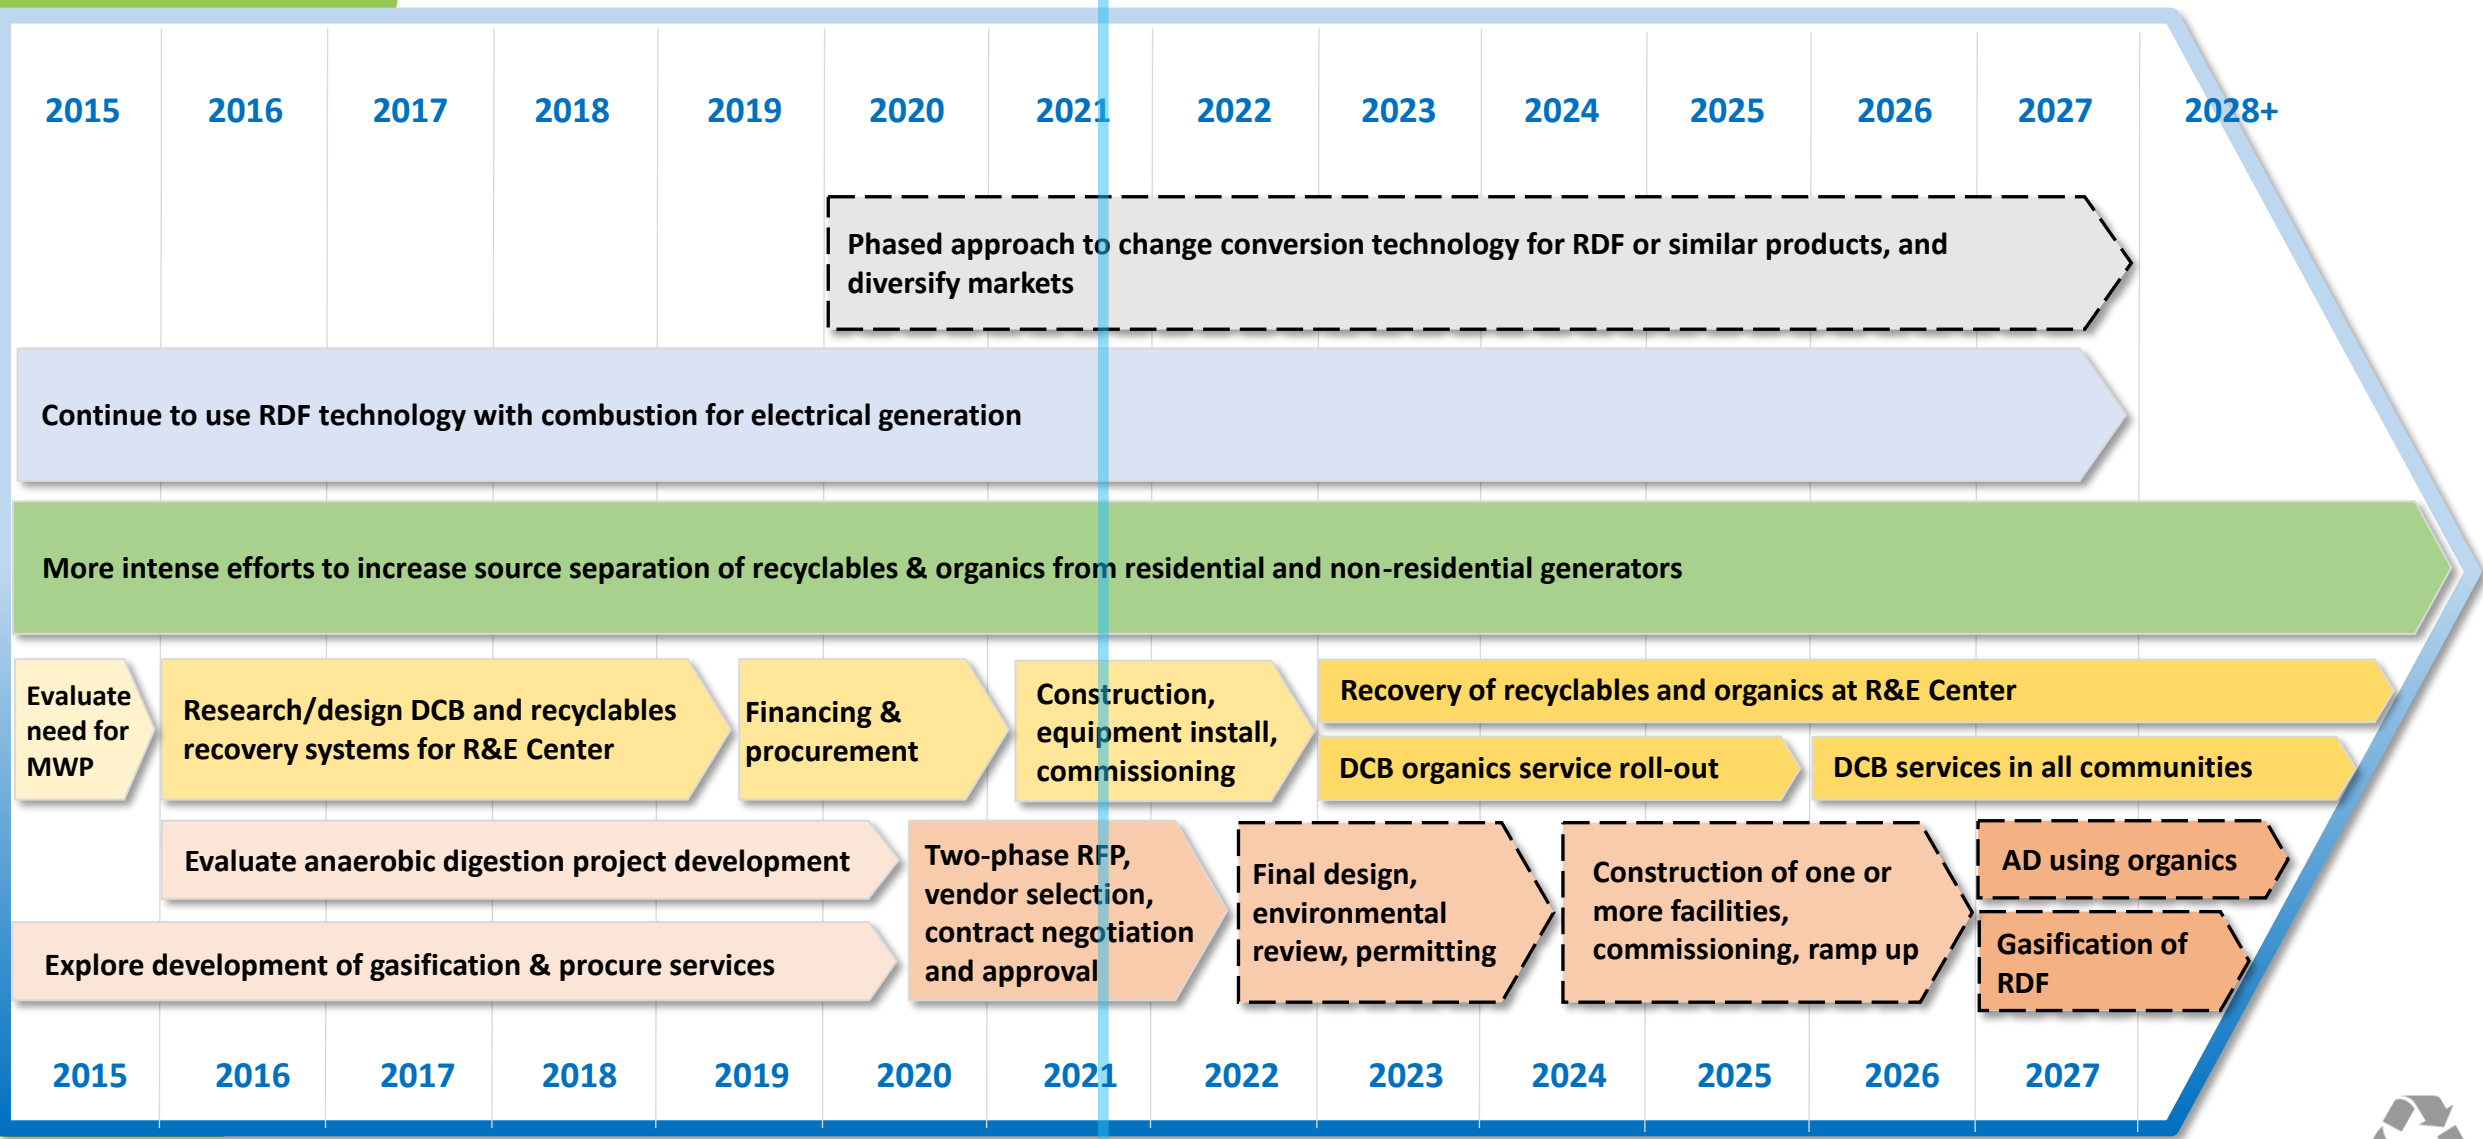 2015 2016 2017 2018 2019 2020 2021 2022 2023 2024 2025 2026 2027 2028+
Phased approach to change conversion technology for RDF or similar products, and
diversify markets
Continue to use RDF technology with combustion for electrical generation
More intense efforts to increase source separation of recyclables & organics from residential and non-residential generators
Evaluate
need for
MWP
Research/design DCB and recyclables
recovery systems for R&E Center
Financing &
procurement
Construction,
equipment install,
commissioning
Recovery of recyclables and organics at R&E Center
DCB organics service roll-out
DCB services in all communities
Evaluate anaerobic digestion project development
Explore development of gasification & procure services
Two-phase RFP,
vendor selection,
contract negotiation
and approval
Final design,
environmental
review, permitting
Construction of one or
more facilities,
commissioning, ramp up
AD using organics
Gasification of
RDF
2015 2016 2017 2018 2019 2020 2021 2022 2023 2024 2025 2026 2027